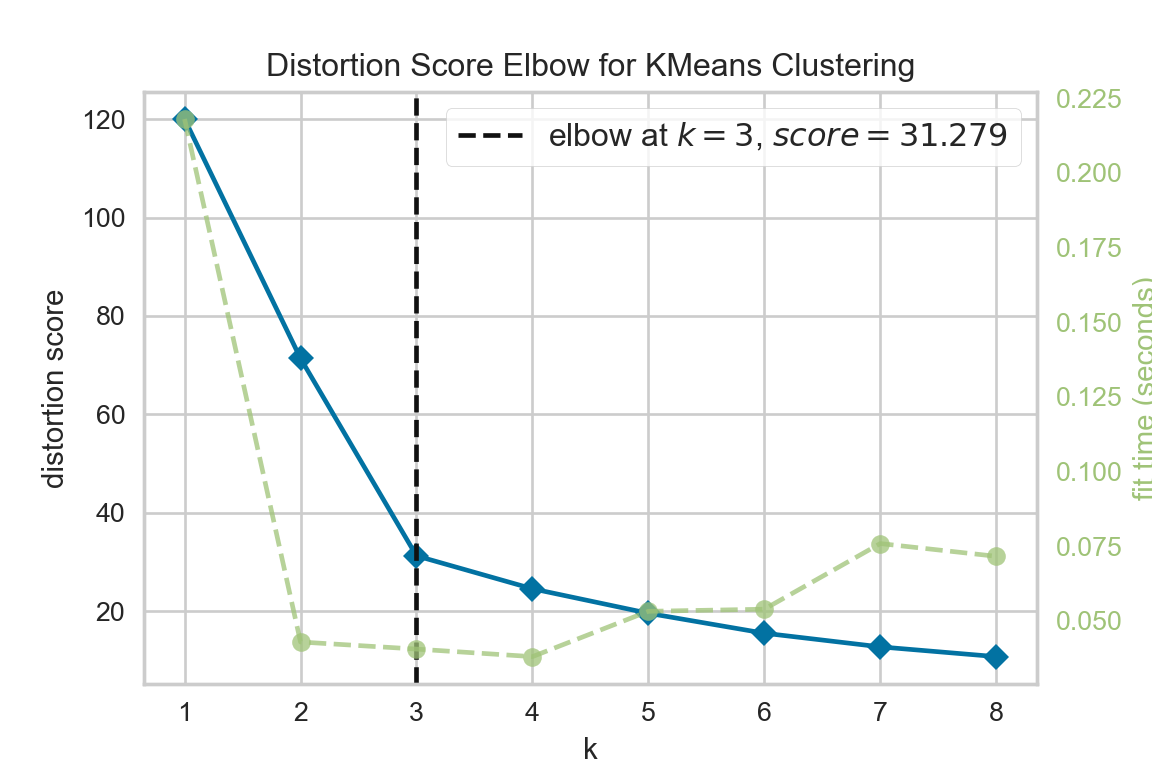 Distortion Score Elbow for KMeans Clustering
elbow at k = 3, score = 31.279
distortion score
120
100
80
60
40
20
0.225
0.200
0.175
0.150
0.125
0.100
0.075
0.050
fit time (seconds)
1 2 3 4 5 6 7 8
k